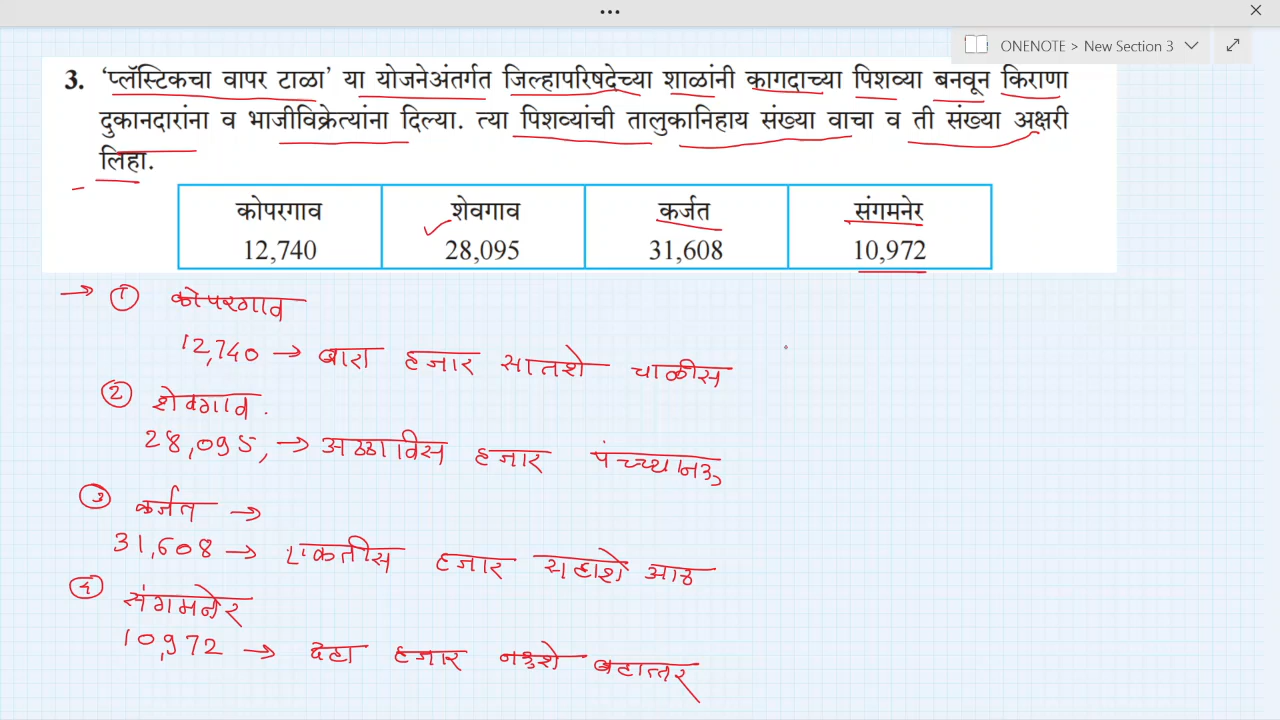 ONENOTE > New Section 3
3. ‘प्लॅस्टिकचा वापर टाळा’ या योजनेअंतर्गत जिल्हापरिषदेच्या शाळांनी कागदाच्या पिशव्या बनवून किराणा
दुकानदारांना व भाजीविक्रेत्यांना दिल्या. त्या पिशव्यांची तालुकानिहाय संख्या वाचा व ती संख्या अक्षरी
लिहा.
कोपरगाव शेवगाव कर्जत संगमनेर
12,740 28,095 31,608 10,972
→ १ कोपरगाव
12,740 → बारा हजार सातशे चाळीस
2 शेवगाव.
28,095, → अठ्ठाविस हजार पंच्च्यानऊ
3 कर्जत →
31,608 → एकतीस हजार सहाशे आठ
४ संगमनेर
10,972 → दहा हजार नऊशे बहात्तर